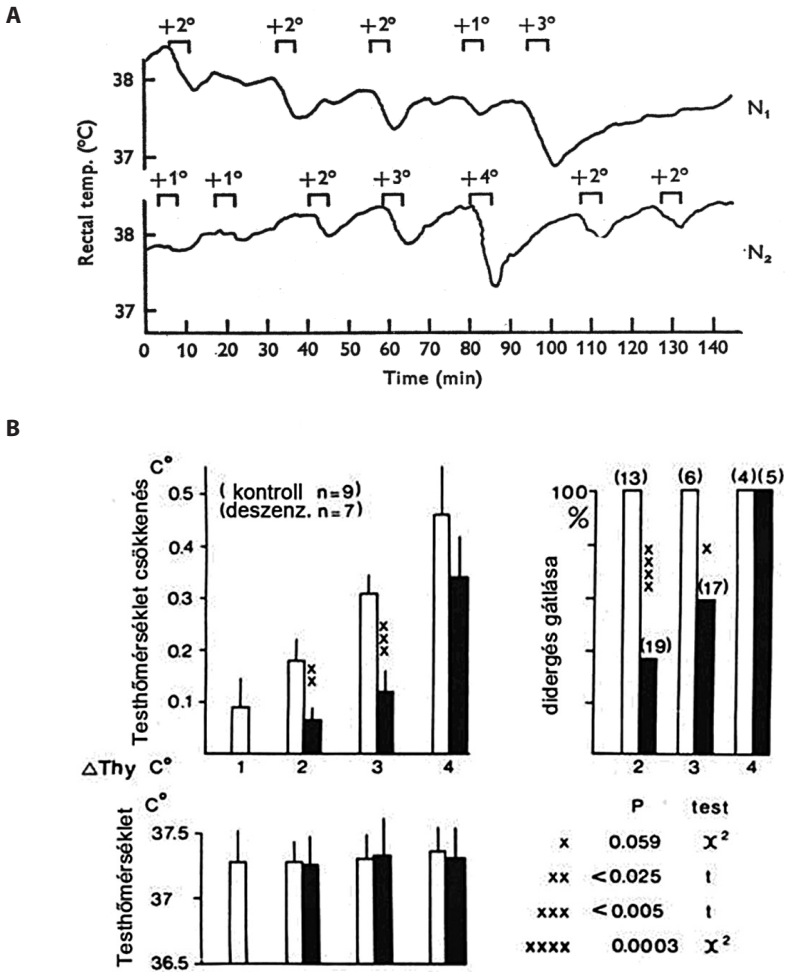 A
+2° +2° +2° +1° +3°
38
37
N₁
Rectal temp. (°C)
+1° +1° +2° +3° +4° +2° +2°
38
37
N₂
0 10 20 30 40 50 60 70 80 90 100 110 120 130 140
Time (min)
B
C°
Testhőmérséklet csökkenés
0.5
0.4
0.3
0.2
0.1
( kontroll n=9)
(deszenz. n=7)
xx
xxx
△Thy C° 1 2 3 4
100
%
didergés gátlása
(13) (6) (4)(5)
xxxx
x
(17)
(19)
2 3 4
C°
Testhőmérséklet
37.5
37
36.5
P test
x 0.059 χ²
xx <0.025 t
xxx <0.005 t
xxxx 0.0003 χ²